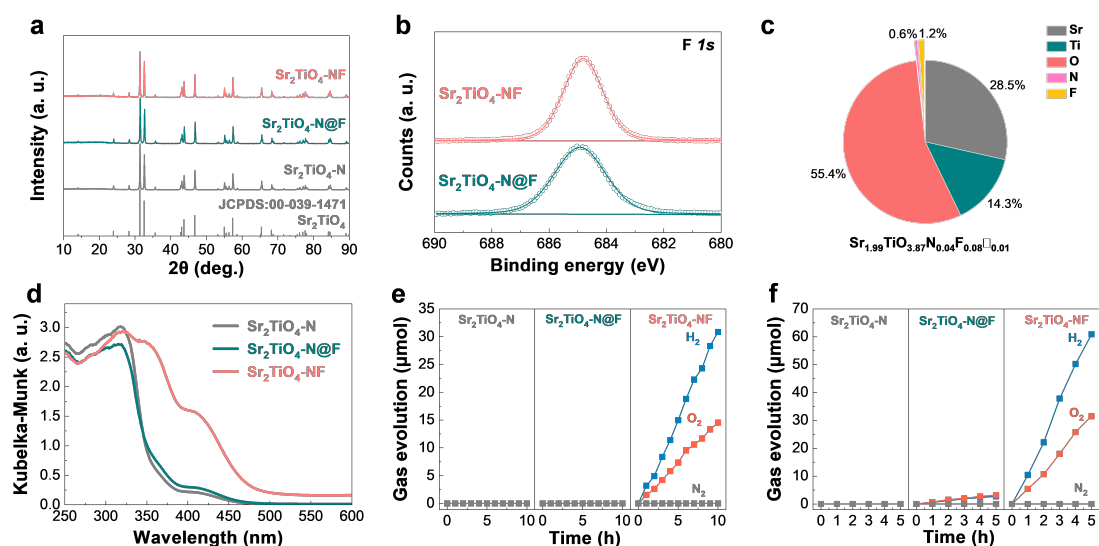 a
Intensity (a. u.)
Sr2TiO4-NF
Sr2TiO4-N@F
Sr2TiO4-N
JCPDS:00-039-1471
Sr2TiO4
10 20 30 40 50 60 70 80 90
2θ (deg.)
b
F 1s
Counts (a. u.)
Sr2TiO4-NF
Sr2TiO4-N@F
690 688 686 684 682 680
Binding energy (eV)
c
0.6% 1.2%
28.5%
14.3%
55.4%
Sr
Ti
O
N
F
Sr1.99TiO3.87N0.04F0.08□0.01
d
Kubelka-Munk (a. u.)
3.0
2.5
2.0
1.5
1.0
0.5
0.0
Sr2TiO4-N
Sr2TiO4-N@F
Sr2TiO4-NF
250 300 350 400 450 500 550 600
Wavelength (nm)
e
Gas evolution (μmol)
35
30
25
20
15
10
5
0
Sr2TiO4-N Sr2TiO4-N@F Sr2TiO4-NF
H2
O2
N2
0 5 10 0 5 10 0 5 10
Time (h)
f
Gas evolution (μmol)
70
60
50
40
30
20
10
0
Sr2TiO4-N Sr2TiO4-N@F Sr2TiO4-NF
H2
O2
N2
0 1 2 3 4 5 0 1 2 3 4 5 0 1 2 3 4 5
Time (h)